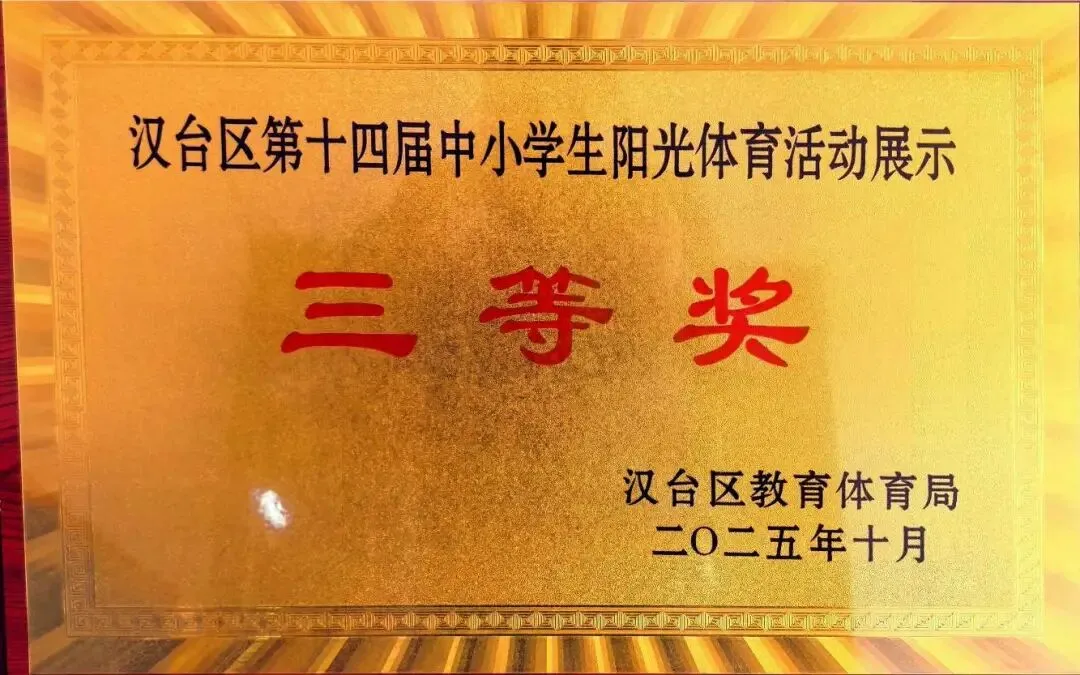 汉台区第十四届中小学生阳光体育活动展示
三等奖
汉台区教育体育局
二〇二五年十月